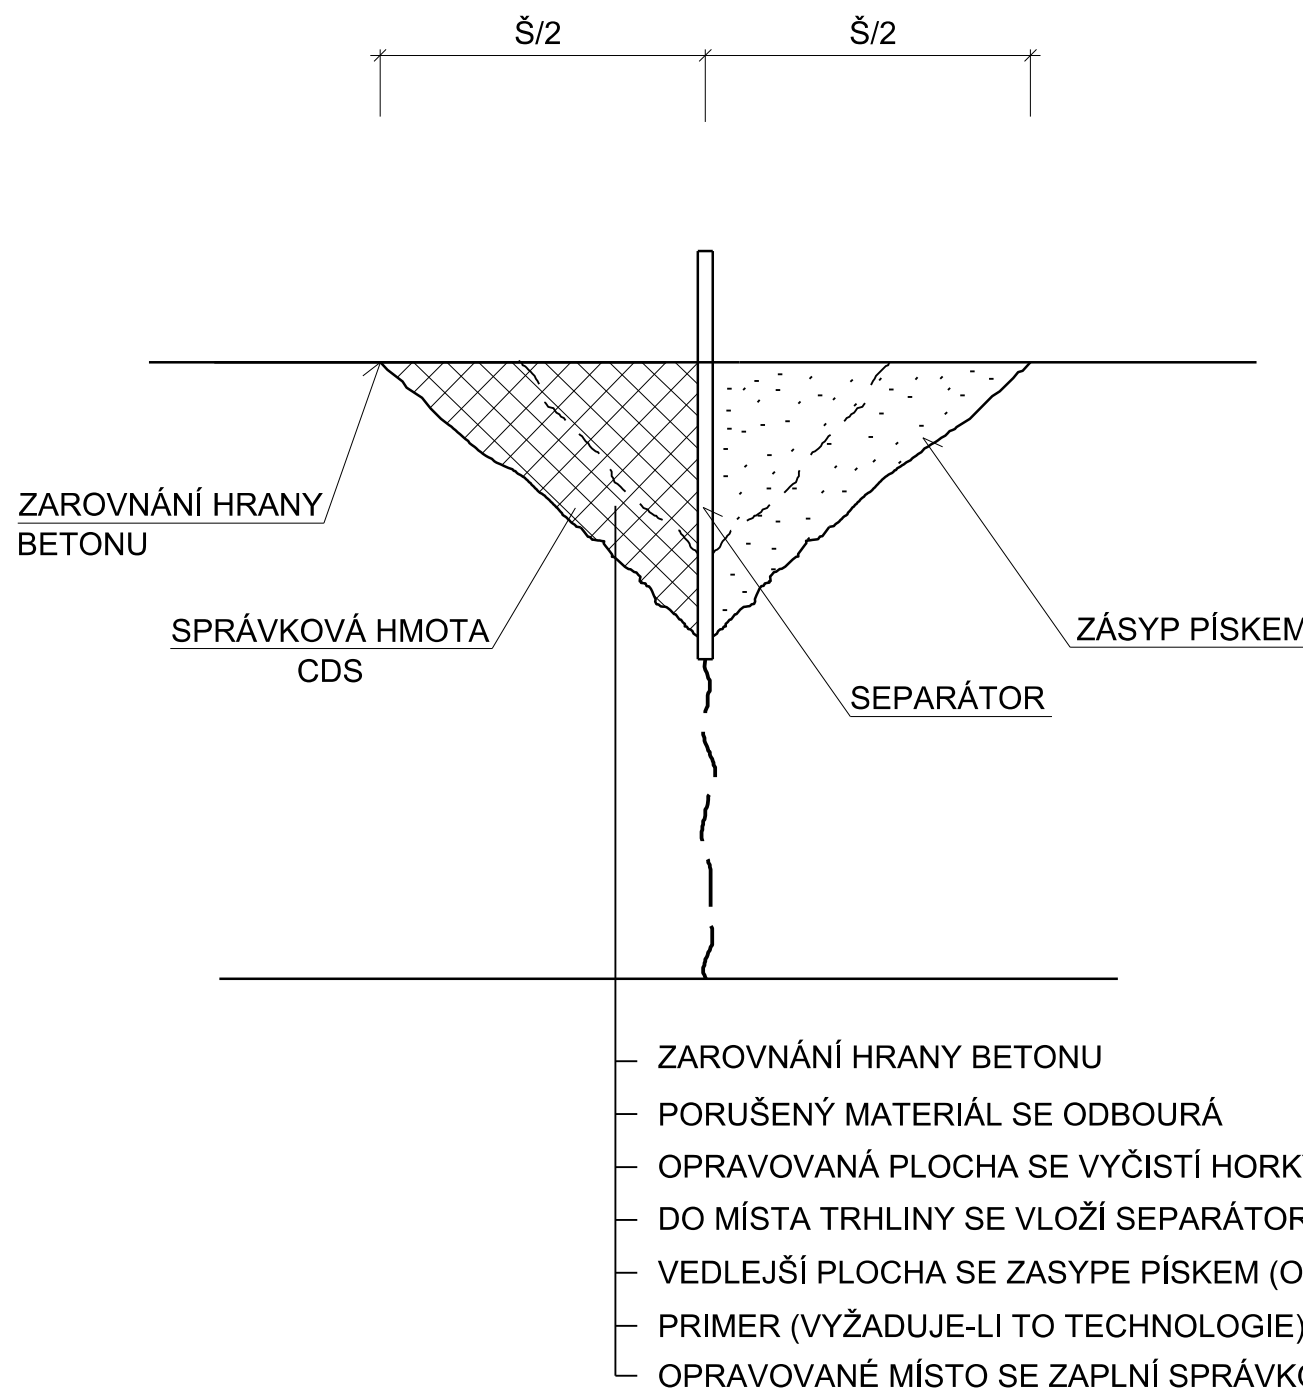 Š/2
Š/2
ZAROVNÁNÍ HRANY
BETONU
SPRÁVKOVÁ HMOTA
CDS
ZÁSYP PÍSKEM
SEPARÁTOR
ZAROVNÁNÍ HRANY BETONU
PORUŠENÝ MATERIÁL SE ODBOURÁ
OPRAVOVANÁ PLOCHA SE VYČISTÍ
DO MÍSTA TRHLINY SE VLOŽÍ SEPARÁTOR
VEDLEJŠÍ PLOCHA SE ZASYPE PÍSKEM (O
PRIMER (VYŽADUJE-LI TO TECHNOLOGIE)
OPRAVOVANÉ MÍSTO SE ZAPLNÍ